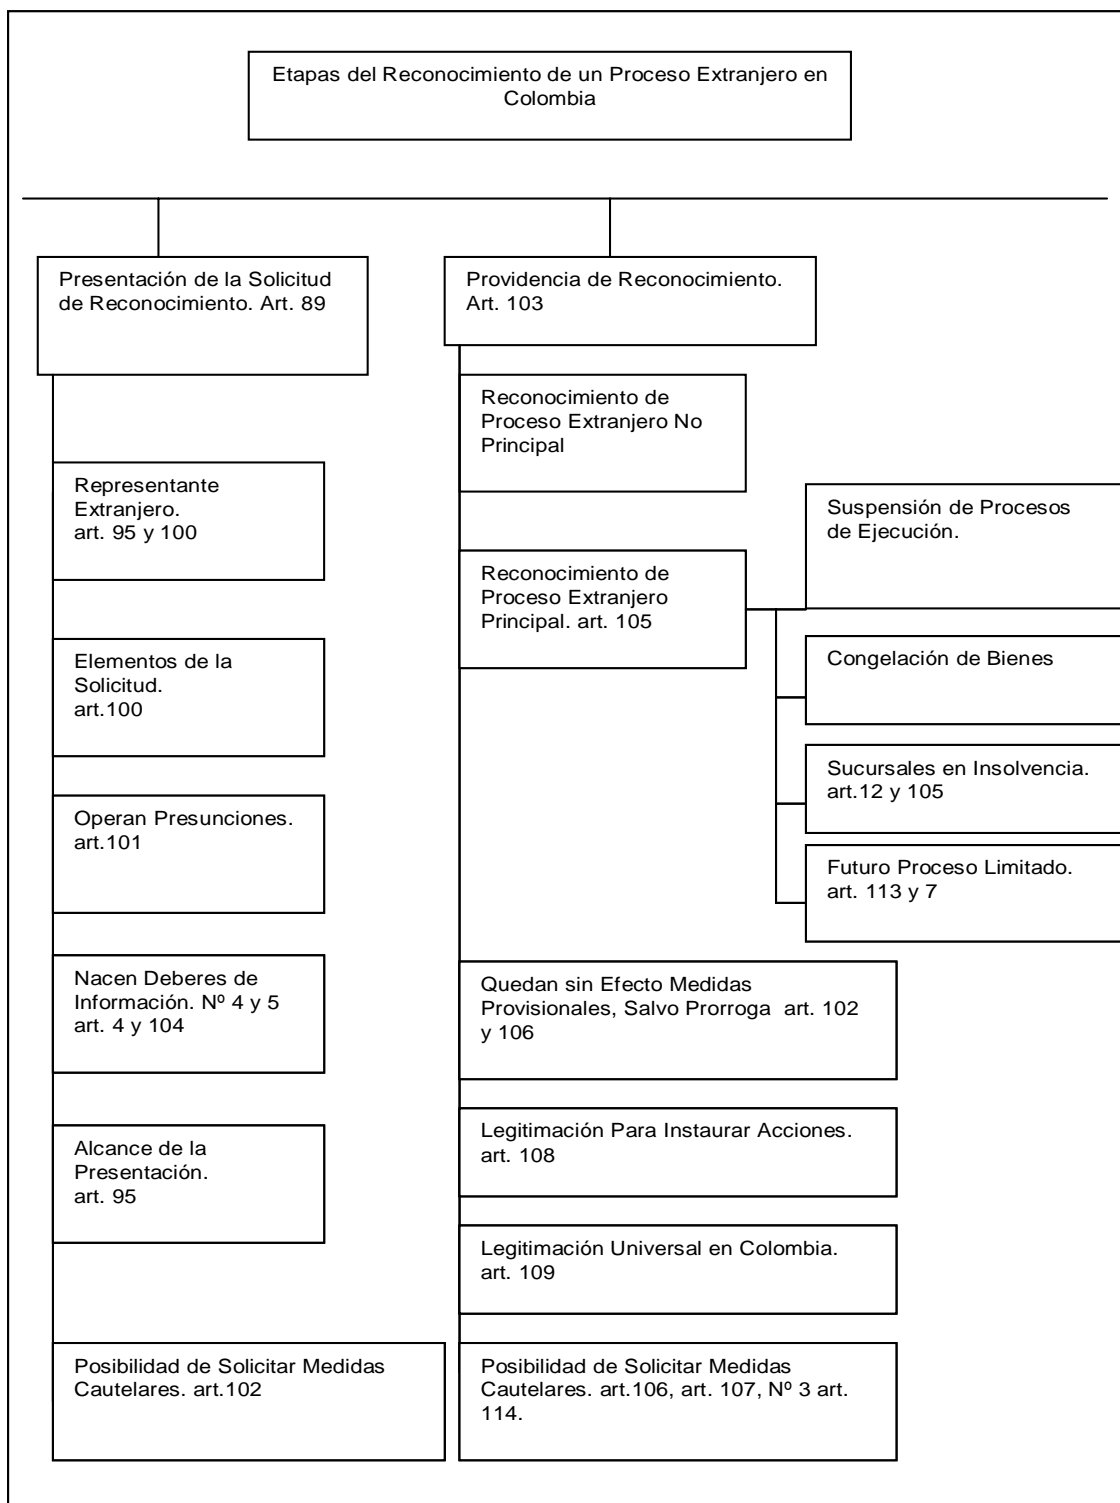 Etapas del Reconocimiento de un Proceso Extranjero en
Colombia
Presentación de la Solicitud
de Reconocimiento. Art. 89
Representante
Extranjero.
art. 95 y 100
Elementos de la
Solicitud.
art.100
Operan Presunciones.
art.101
Nacen Deberes de
Información. Nº 4 y 5
art. 4 y 104
Alcance de la
Presentación.
art. 95
Posibilidad de Solicitar Medidas
Cautelares. art.102
Providencia de Reconocimiento.
Art. 103
Reconocimiento de
Proceso Extranjero No
Principal
Reconocimiento de
Proceso Extranjero
Principal. art. 105
Suspensión de Procesos
de Ejecución.
Congelación de Bienes
Sucursales en Insolvencia.
art.12 y 105
Futuro Proceso Limitado.
art. 113 y 7
Quedan sin Efecto Medidas
Provisionales, Salvo Prorroga  art. 102
y 106
Legitimación Para Instaurar Acciones.
art. 108
Legitimación Universal en Colombia.
art. 109
Posibilidad de Solicitar Medidas
Cautelares. art.106, art. 107, Nº 3 art.
114.